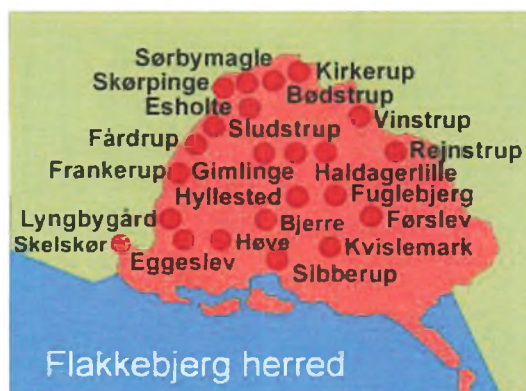 Sørbymagle
Kirkerup
Skørpinge
Bødstrup
Esholte
Vinstrup
Sludstrup
Fårdrup
Rejnstrup
Frankerup
Gimlinge
Haldagerlille
Hyllested
Fuglebjerg
Lyngbygård
Bjerre
Førslev
Skelskør
Høve
Kvislemark
Eggeslev
Sibberup
Flakkebjerg herred